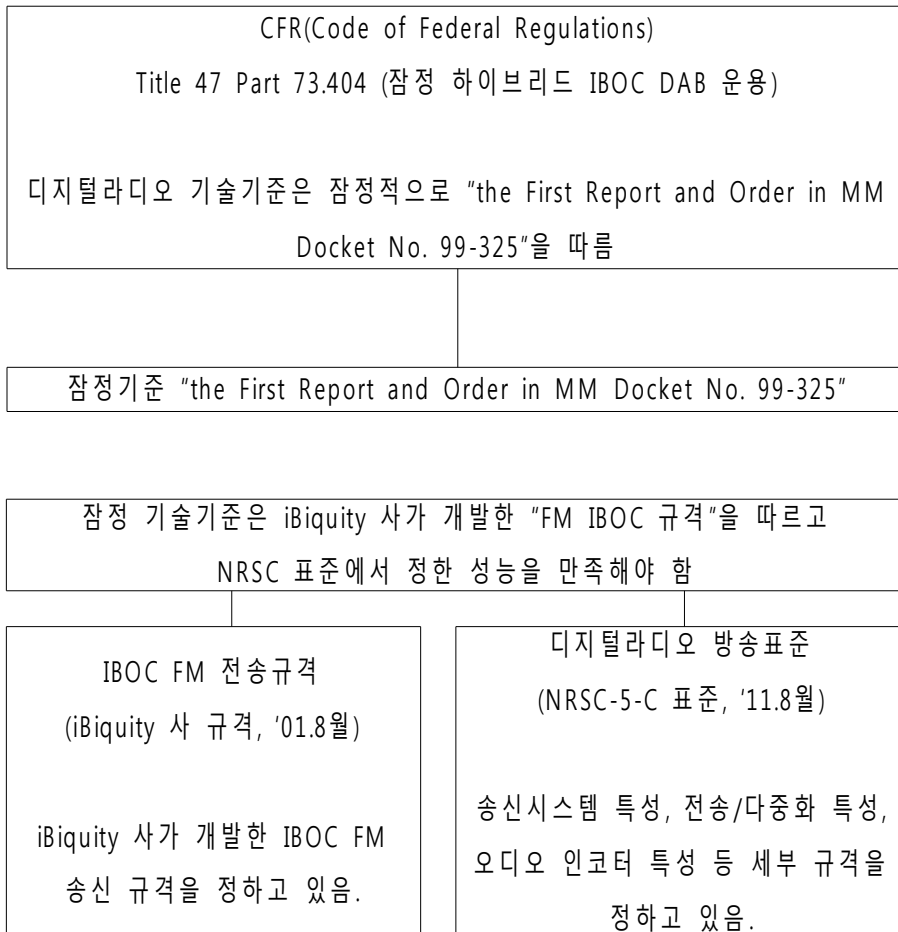 CFR(Code of Federal Regulations)
Title 47 Part 73.404 (잠정 하이브리드 IBOC DAB 운용)
디지털라디오 기술기준은 잠정적으로 "the First Report and Order in MM
Docket No. 99-325"을 따름
잠정기준 "the First Report and Order in MM Docket No. 99-325"
잠정 기술기준은 iBiquity 사가 개발한 "FM IBOC 규격"을 따르고
NRSC 표준에서 정한 성능을 만족해야 함
IBOC FM 전송규격
(iBiquity 사 규격, '01.8월)
iBiquity 사가 개발한 IBOC FM
송신 규격을 정하고 있음.
디지털라디오 방송표준
(NRSC-5-C 표준, '11.8월)
송신시스템 특성, 전송/다중화 특성,
오디오 인코터 특성 등 세부 규격을
정하고 있음.